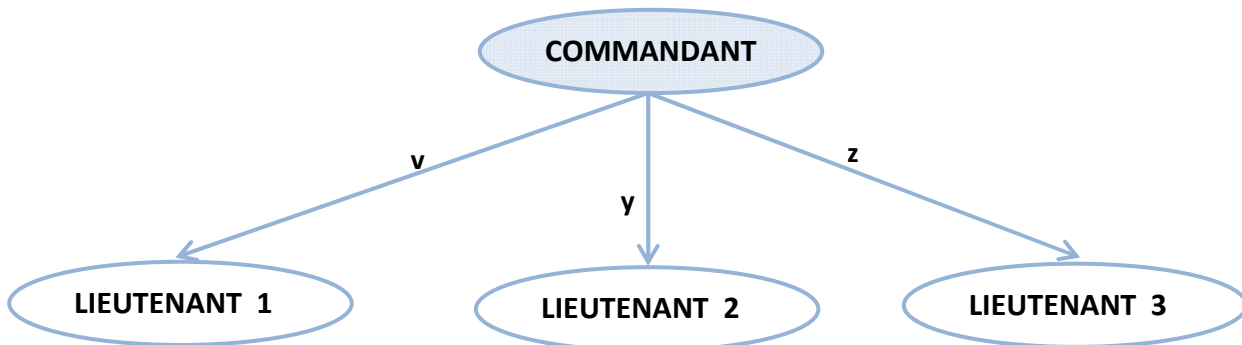 COMMANDANT
v
z
y
LIEUTENANT 1
LIEUTENANT 2
LIEUTENANT 3